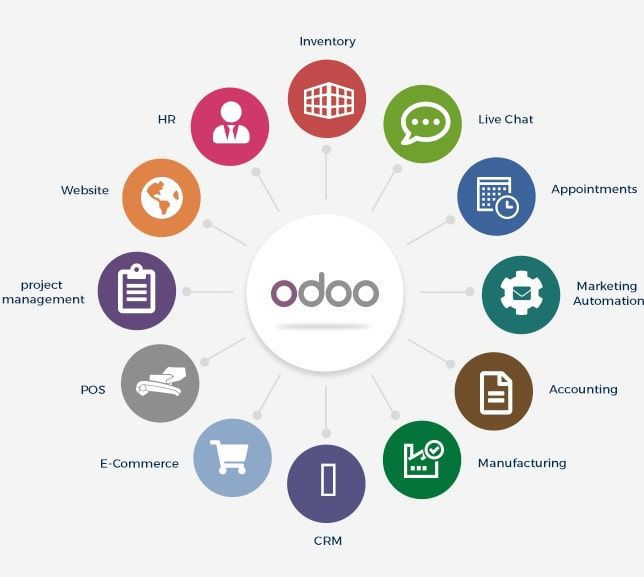 Inventory
HR
Live Chat
Website
Appointments
project
management
odoo
Marketing
Automation
POS
Accounting
E-Commerce
Manufacturing
CRM